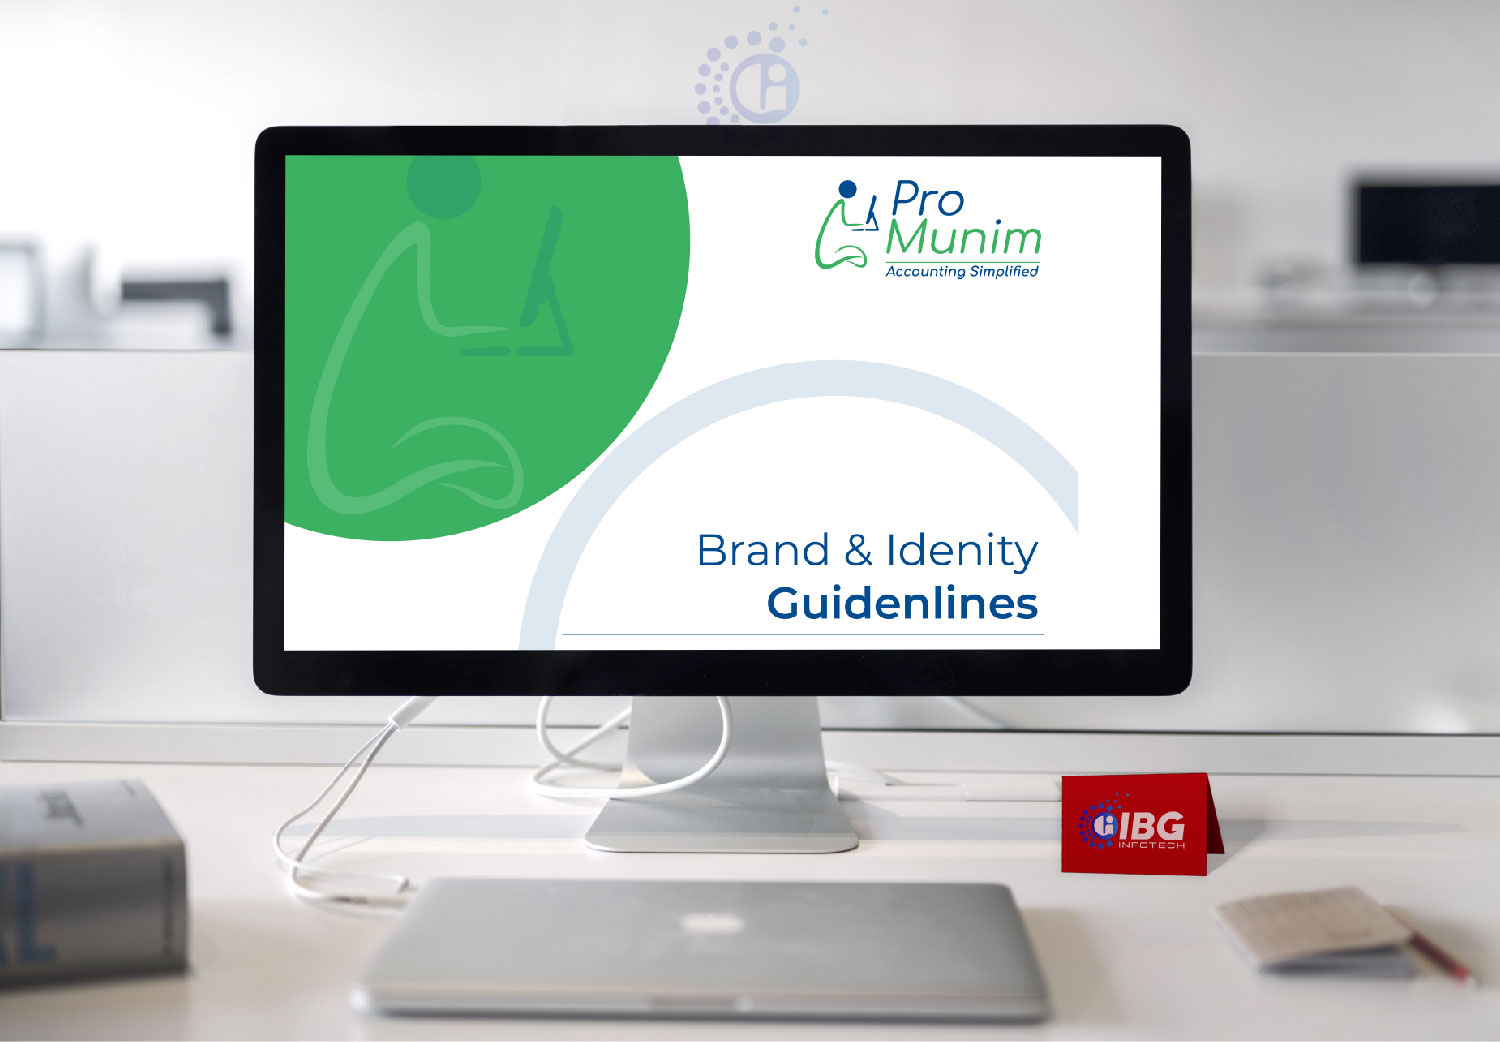 Pro
Munim
Accounting Simplified
Brand & Idenity
Guidenlines
IBG
INFOTECH